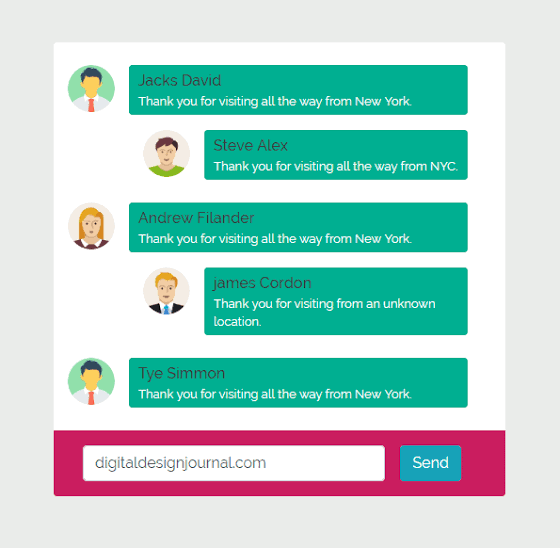 Jacks David
Thank you for visiting all the way from New York.
Steve Alex
Thank you for visiting all the way from NYC.
Andrew Filander
Thank you for visiting all the way from New York.
james Cordon
Thank you for visiting from an unknown
location.
Tye Simmon
Thank you for visiting all the way from New York.
digitaldesignjournal.com
Send